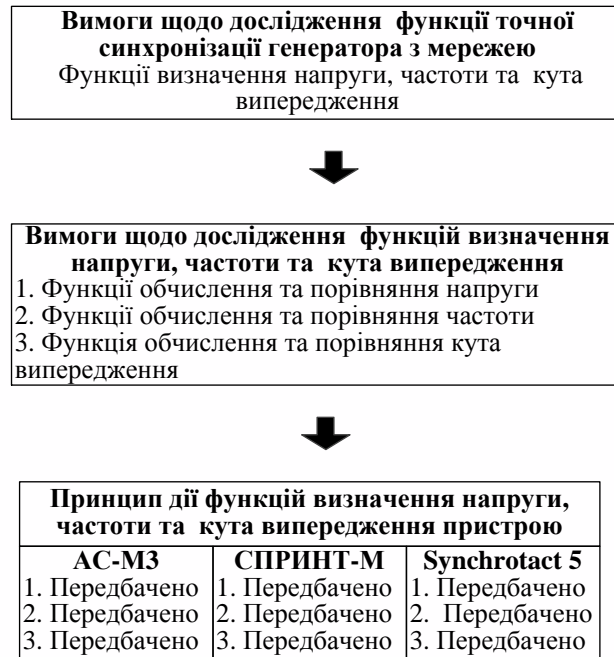 Вимоги щодо дослідження функції точної
синхронізації генератора з мережею
Функції визначення напруги, частоти та кута
випередження
Вимоги щодо дослідження функцій визначення
напруги, частоти та кута випередження
1. Функції обчислення та порівняння напруги
2. Функції обчислення та порівняння частоти
3. Функція обчислення та порівняння кута
випередження
Принцип дії функцій визначення напруги,
частоти та кута випередження пристрою
АС-М3 СПРИНТ-М Synchrotact 5
1. Передбачено 1. Передбачено 1. Передбачено
2. Передбачено 2. Передбачено 2. Передбачено
3. Передбачено 3. Передбачено 3. Передбачено